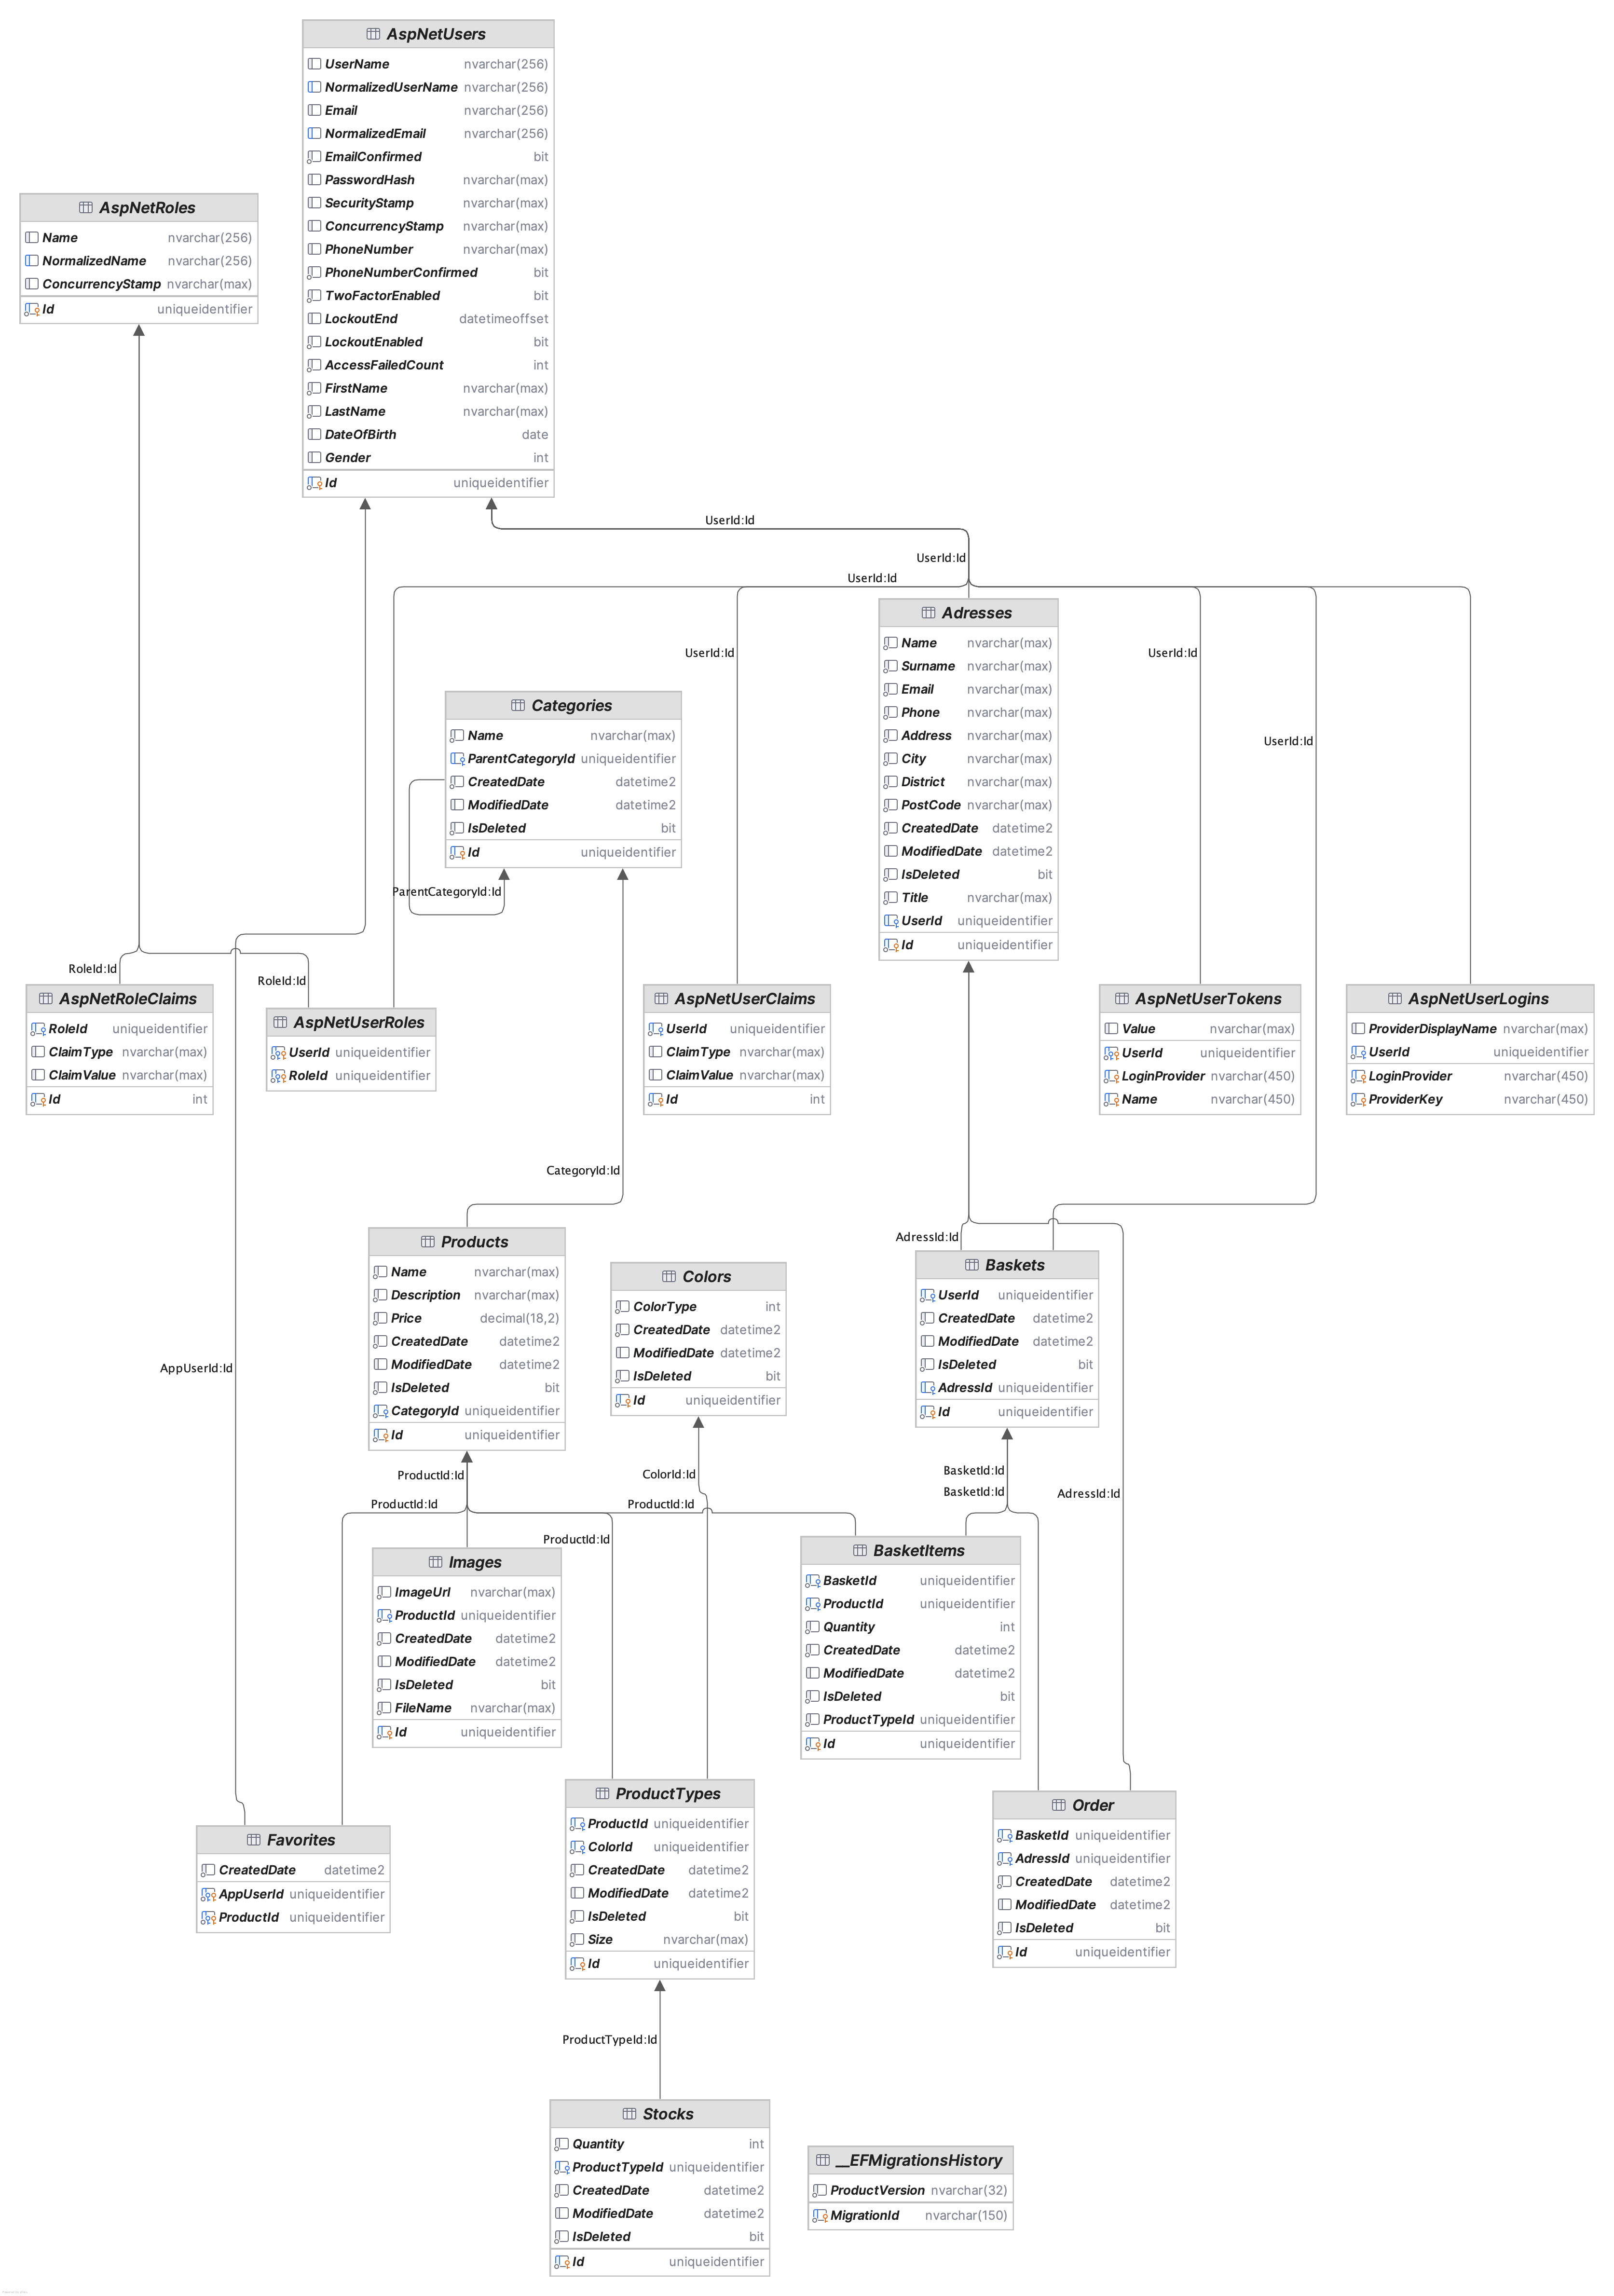 AspNetUsers
UserName nvarchar(256)
NormalizedUserName nvarchar(256)
Email nvarchar(256)
NormalizedEmail nvarchar(256)
EmailConfirmed bit
PasswordHash nvarchar(max)
SecurityStamp nvarchar(max)
ConcurrencyStamp nvarchar(max)
PhoneNumber nvarchar(max)
PhoneNumberConfirmed bit
TwoFactorEnabled bit
LockoutEnd datetimeoffset
LockoutEnabled bit
AccessFailedCount int
FirstName nvarchar(max)
LastName nvarchar(max)
DateOfBirth date
Gender int
Id uniqueidentifier
AspNetRoles
Name nvarchar(256)
NormalizedName nvarchar(256)
ConcurrencyStamp nvarchar(max)
Id uniqueidentifier
UserId:Id
UserId:Id
UserId:Id
UserId:Id
UserId:Id
UserId:Id
Adresses
Name nvarchar(max)
Surname nvarchar(max)
Email nvarchar(max)
Phone nvarchar(max)
Address nvarchar(max)
City nvarchar(max)
District nvarchar(max)
PostCode nvarchar(max)
CreatedDate datetime2
ModifiedDate datetime2
IsDeleted bit
Title nvarchar(max)
UserId uniqueidentifier
Id uniqueidentifier
Categories
Name nvarchar(max)
ParentCategoryId uniqueidentifier
CreatedDate datetime2
ModifiedDate datetime2
IsDeleted bit
Id uniqueidentifier
ParentCategoryId:Id
RoleId:Id
RoleId:Id
AspNetRoleClaims
RoleId uniqueidentifier
ClaimType nvarchar(max)
ClaimValue nvarchar(max)
Id int
AspNetUserRoles
UserId uniqueidentifier
RoleId uniqueidentifier
AspNetUserClaims
UserId uniqueidentifier
ClaimType nvarchar(max)
ClaimValue nvarchar(max)
Id int
AspNetUserTokens
Value nvarchar(max)
UserId uniqueidentifier
LoginProvider nvarchar(450)
Name nvarchar(450)
AspNetUserLogins
ProviderDisplayName nvarchar(max)
UserId uniqueidentifier
LoginProvider nvarchar(450)
ProviderKey nvarchar(450)
CategoryId:Id
AdressId:Id
Products
Name nvarchar(max)
Description nvarchar(max)
Price decimal(18,2)
CreatedDate datetime2
ModifiedDate datetime2
IsDeleted bit
CategoryId uniqueidentifier
Id uniqueidentifier
Colors
ColorType int
CreatedDate datetime2
ModifiedDate datetime2
IsDeleted bit
Id uniqueidentifier
Baskets
UserId uniqueidentifier
CreatedDate datetime2
ModifiedDate datetime2
IsDeleted bit
AdressId uniqueidentifier
Id uniqueidentifier
AppUserId:Id
ProductId:Id
ColorId:Id
BasketId:Id
BasketId:Id
AdressId:Id
ProductId:Id
ProductId:Id
ProductId:Id
Images
ImageUrl nvarchar(max)
ProductId uniqueidentifier
CreatedDate datetime2
ModifiedDate datetime2
IsDeleted bit
FileName nvarchar(max)
Id uniqueidentifier
BasketItems
BasketId uniqueidentifier
ProductId uniqueidentifier
Quantity int
CreatedDate datetime2
ModifiedDate datetime2
IsDeleted bit
ProductTypeId uniqueidentifier
Id uniqueidentifier
ProductTypes
ProductId uniqueidentifier
ColorId uniqueidentifier
CreatedDate datetime2
ModifiedDate datetime2
IsDeleted bit
Size nvarchar(max)
Id uniqueidentifier
Order
BasketId uniqueidentifier
AdressId uniqueidentifier
CreatedDate datetime2
ModifiedDate datetime2
IsDeleted bit
Id uniqueidentifier
Favorites
CreatedDate datetime2
AppUserId uniqueidentifier
ProductId uniqueidentifier
ProductTypeId:Id
Stocks
Quantity int
ProductTypeId uniqueidentifier
CreatedDate datetime2
ModifiedDate datetime2
IsDeleted bit
Id uniqueidentifier
__EFMigrationsHistory
ProductVersion nvarchar(32)
MigrationId nvarchar(150)